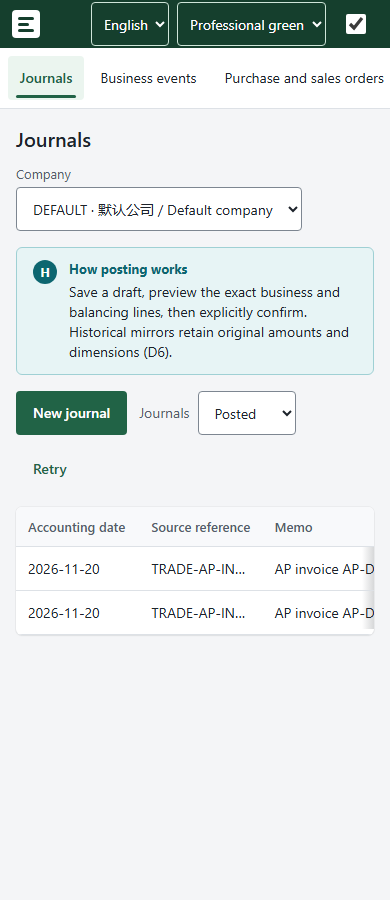 English
Professional green
Journals
Business events
Purchase and sales orders
Journals
Company
DEFAULT · 默认公司 / Default company
H
How posting works
Save a draft, preview the exact business and
balancing lines, then explicitly confirm.
Historical mirrors retain original amounts and
dimensions (D6).
New journal
Journals
Posted
Retry
Accounting date
Source reference
Memo
2026-11-20
TRADE-AP-IN...
AP invoice AP-D
2026-11-20
TRADE-AP-IN...
AP invoice AP-D